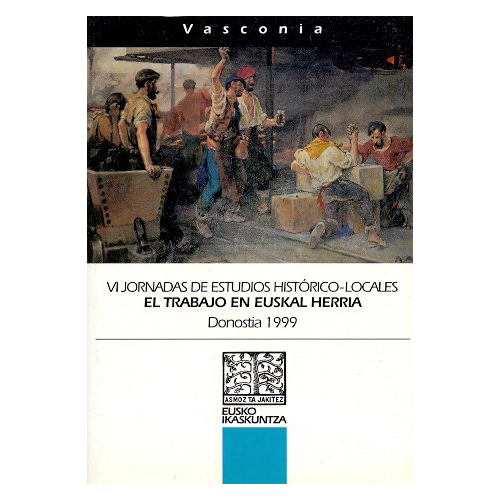 Vasconia
VI JORNADAS DE ESTUDIOS HISTÓRICO-LOCALES
EL TRABAJO EN EUSKAL HERRIA
Donostia 1999
ASMOZ TA JAKITEZ
EUSKO
IKASKUNTZA